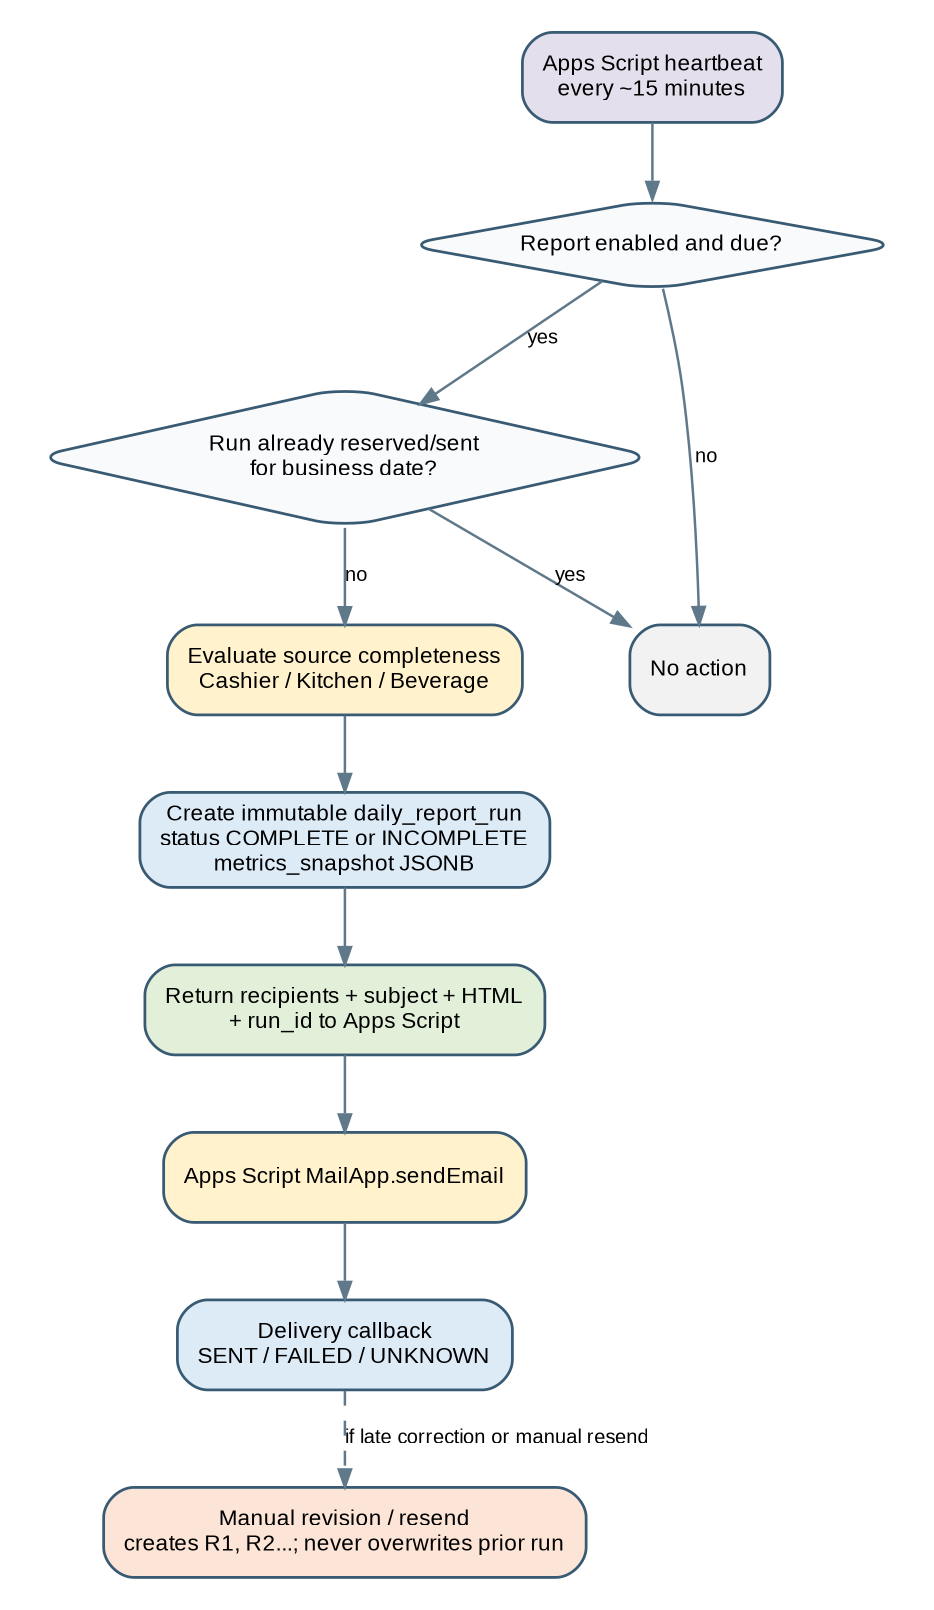 Apps Script heartbeat
every ~15 minutes
Report enabled and due?
yes
Run already reserved/sent
for business date?
no
no
yes
Evaluate source completeness
Cashier / Kitchen / Beverage
No action
Create immutable daily_report_run
status COMPLETE or INCOMPLETE
metrics_snapshot JSONB
Return recipients + subject + HTML
+ run_id to Apps Script
Apps Script MailApp.sendEmail
Delivery callback
SENT / FAILED / UNKNOWN
if late correction or manual resend
Manual revision / resend
creates R1, R2...; never overwrites prior run